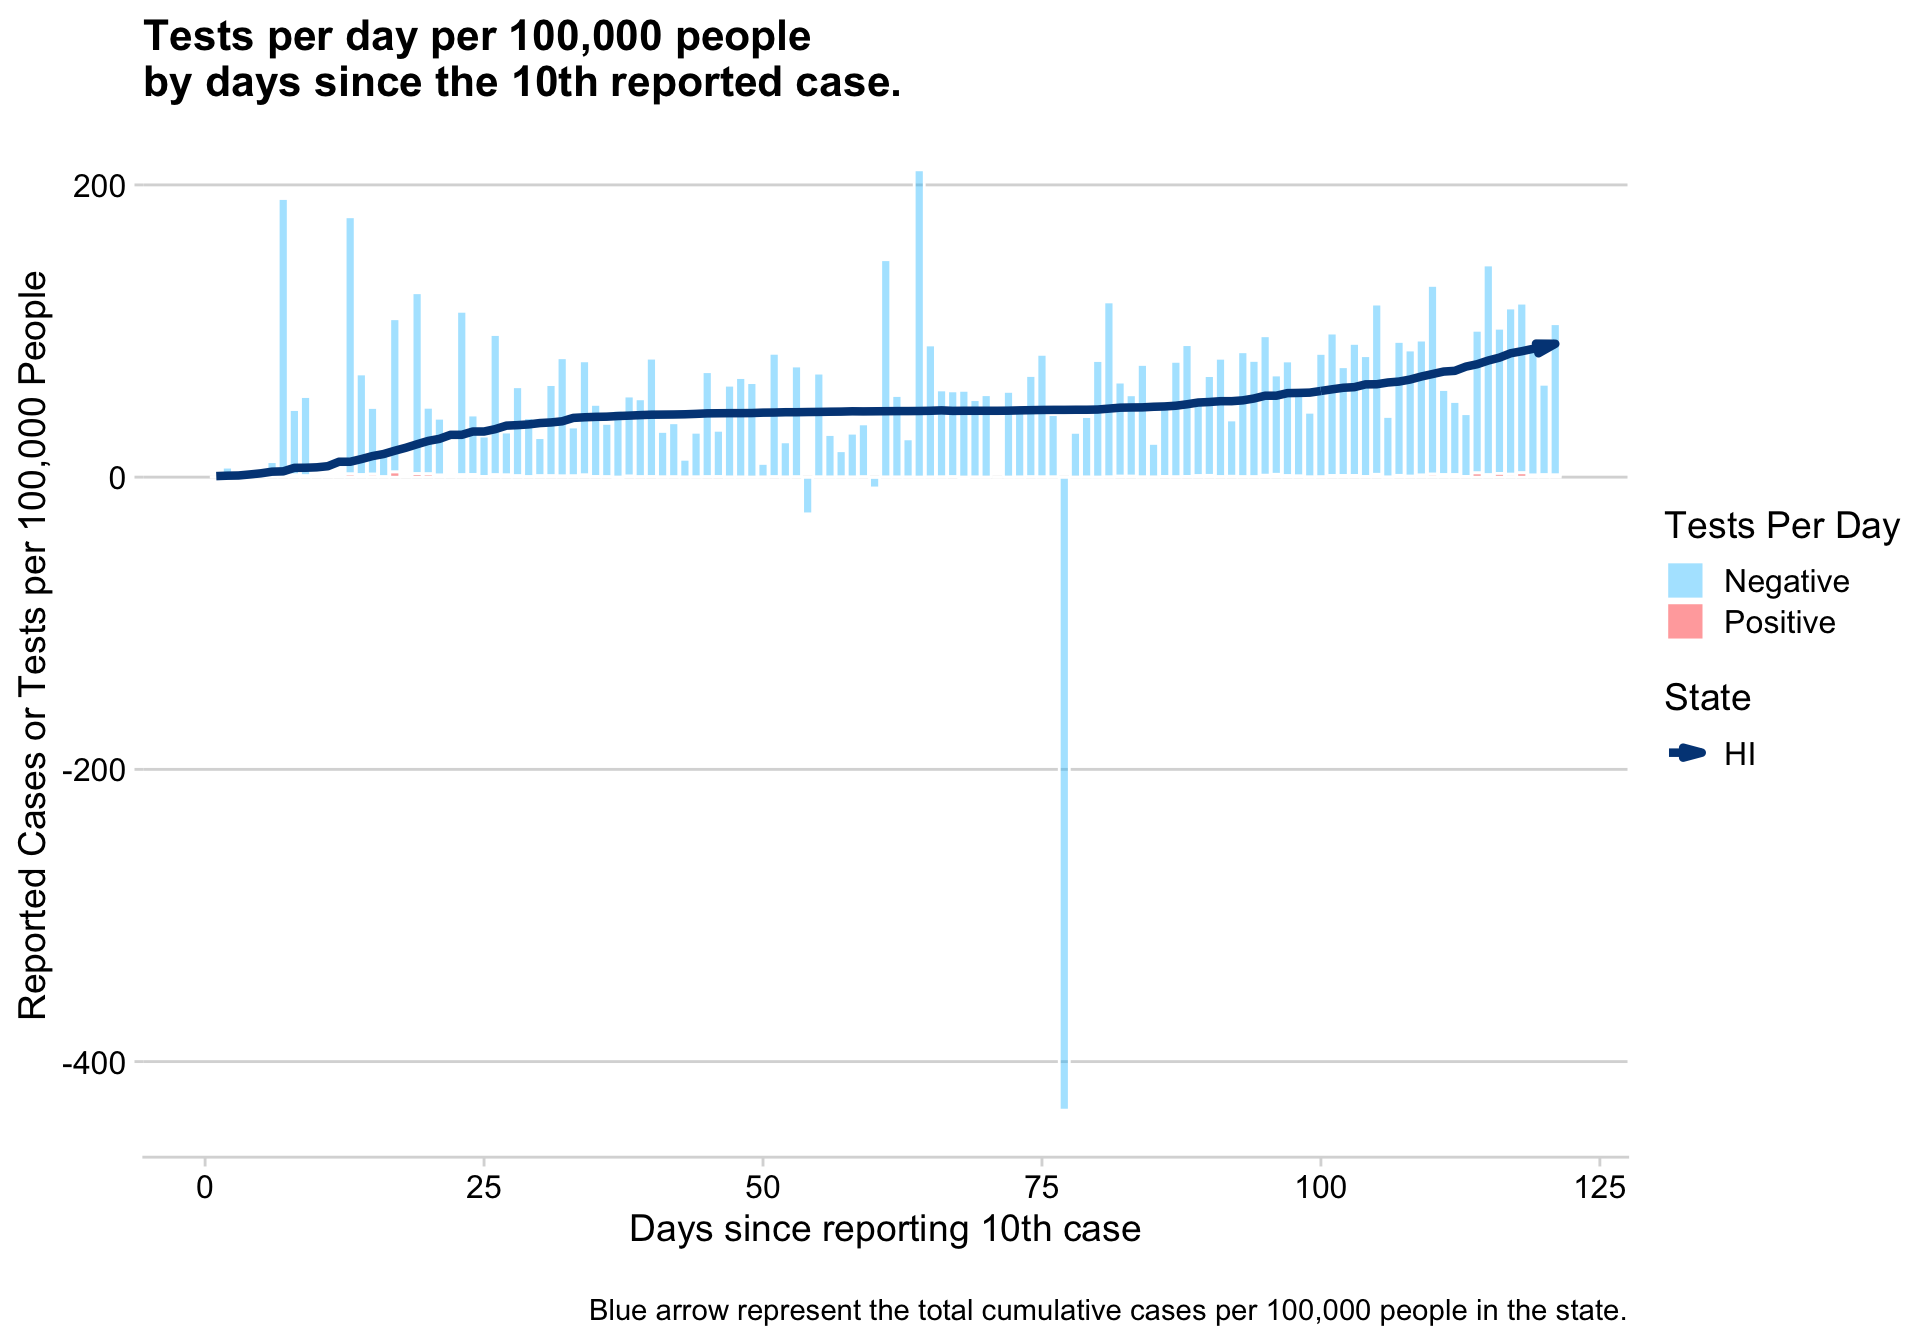 Tests per day per 100,000 people
by days since the 10th reported case.
Reported Cases or Tests per 100,000 People
200
0
-200
-400
0
25
50
75
100
125
Days since reporting 10th case
Tests Per Day
Negative
Positive
State
HI
Blue arrow represent the total cumulative cases per 100,000 people in the state.